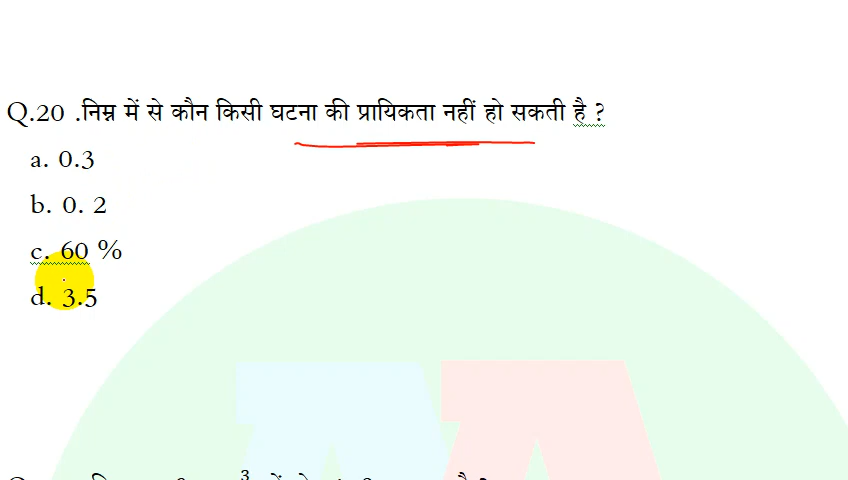 Q.20 .निम्न में से कौन किसी घटना की प्रायिकता नहीं हो सकती है ?
a. 0.3
b. 0. 2
c. 60 %
d. 3.5